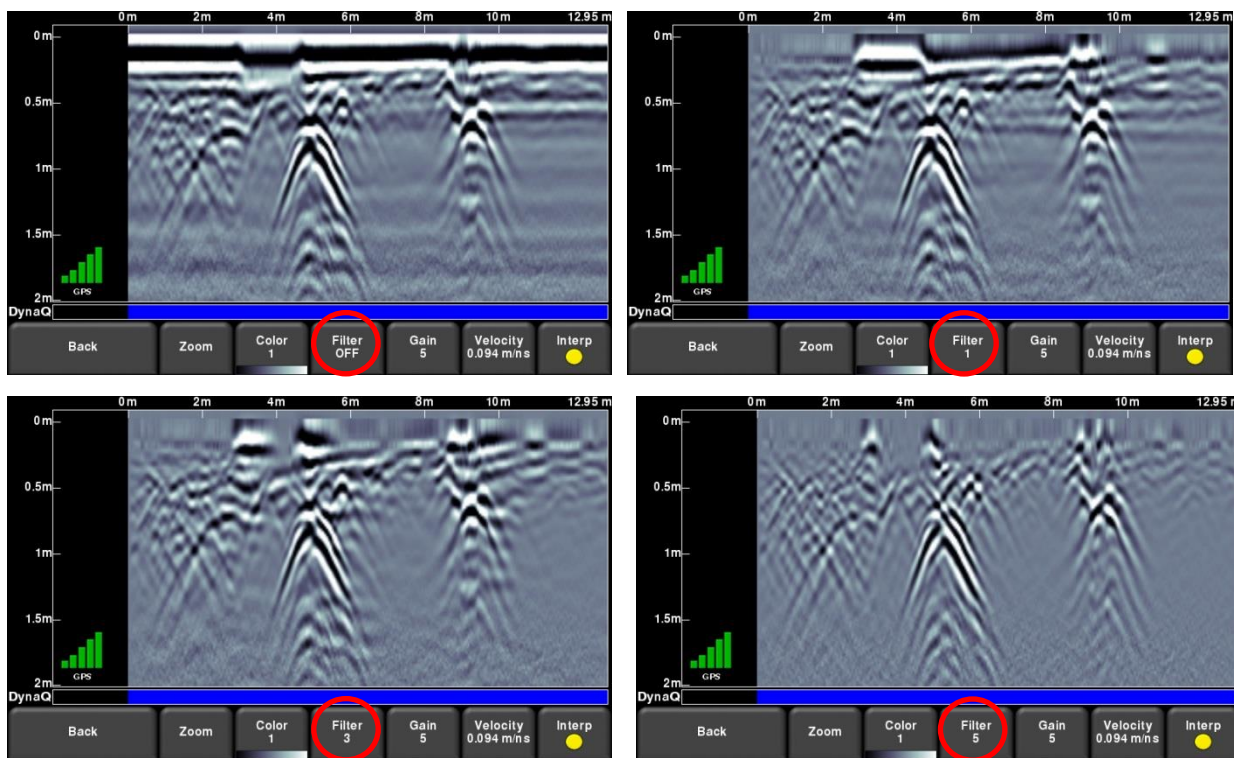 0m 2m 4m 6m 8m 10m 12.95 m
0m
0.5m
1m
1.5m
GPS
2m
DynaQ
Back Zoom Color 1 Filter OFF Gain 5 Velocity 0.094 m/ns Interp
0m 2m 4m 6m 8m 10m 12.95 m
0m
0.5m
1m
1.5m
GPS
2m
DynaQ
Back Zoom Color 1 Filter 1 Gain 5 Velocity 0.094 m/ns Interp
0m 2m 4m 6m 8m 10m 12.95 m
0m
0.5m
1m
1.5m
GPS
2m
DynaQ
Back Zoom Color 1 Filter 3 Gain 5 Velocity 0.094 m/ns Interp
0m 2m 4m 6m 8m 10m 12.95 m
0m
0.5m
1m
1.5m
GPS
2m
DynaQ
Back Zoom Color 1 Filter 5 Gain 5 Velocity 0.094 m/ns Interp